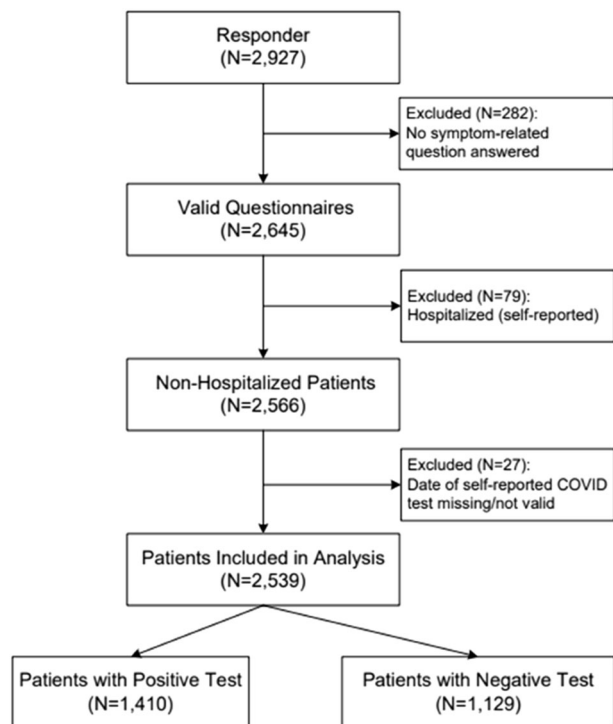 Responder
(N=2,927)
Excluded (N=282):
No symptom-related
question answered
Valid Questionnaires
(N=2,645)
Excluded (N=79):
Hospitalized (self-reported)
Non-Hospitalized Patients
(N=2,566)
Excluded (N=27):
Date of self-reported COVID
test missing/not valid
Patients Included in Analysis
(N=2,539)
Patients with Positive Test
(N=1,410)
Patients with Negative Test
(N=1,129)